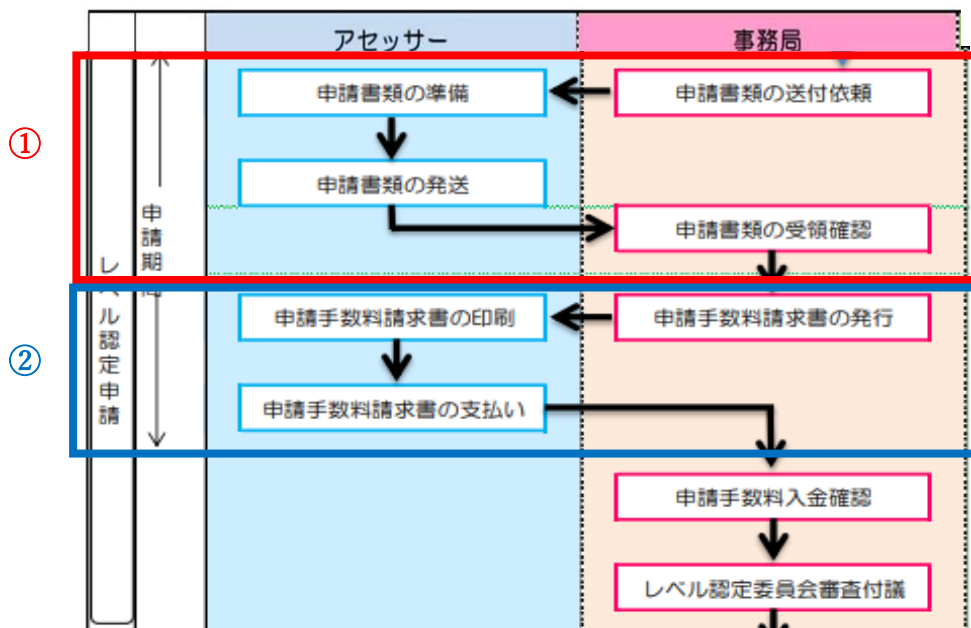 アセッサー
事務局
①
申請書類の準備
申請書類の送付依頼
申請書類の発送
申請書類の受領確認
申請期間
レベル認定申請
②
申請手数料請求書の印刷
申請手数料請求書の発行
申請手数料請求書の支払い
申請手数料入金確認
レベル認定委員会審査付議